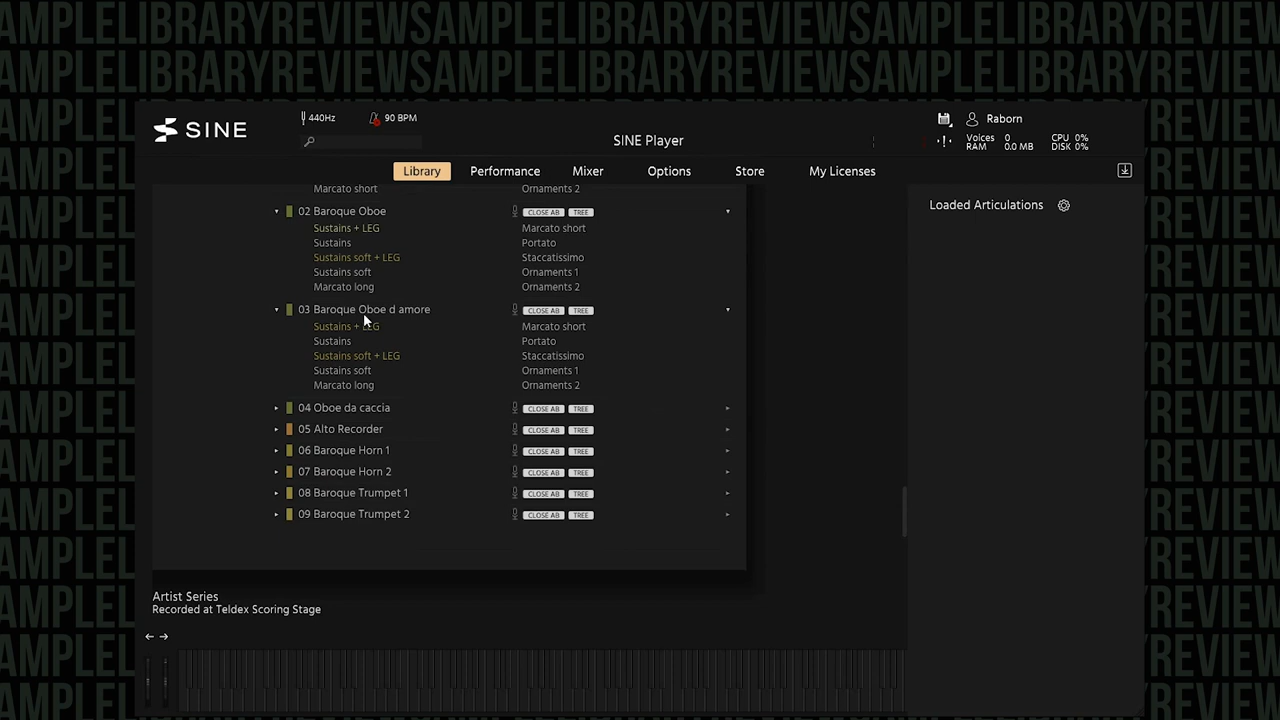 SAMPLELIBRARYREVIEWSAMPLELIBRARYREVIEWS
SINE
440Hz
90 BPM
SINE Player
Raborn
Voices 0 CPU 0%
RAM 0.0 MB DISK 0%
Library Performance Mixer Options Store My Licenses
Marcato short Ornaments 2
Loaded Articulations
02 Baroque Oboe CLOSE AB TREE
Sustains + LEG Marcato short
Sustains Portato
Sustains soft + LEG Staccatissimo
Sustains soft Ornaments 1
Marcato long Ornaments 2
03 Baroque Oboe d amore CLOSE AB TREE
Sustains + LEG Marcato short
Sustains Portato
Sustains soft + LEG Staccatissimo
Sustains soft Ornaments 1
Marcato long Ornaments 2
04 Oboe da caccia CLOSE AB TREE
05 Alto Recorder CLOSE AB TREE
06 Baroque Horn 1 CLOSE AB TREE
07 Baroque Horn 2 CLOSE AB TREE
08 Baroque Trumpet 1 CLOSE AB TREE
09 Baroque Trumpet 2 CLOSE AB TREE
Artist Series
Recorded at Teldex Scoring Stage